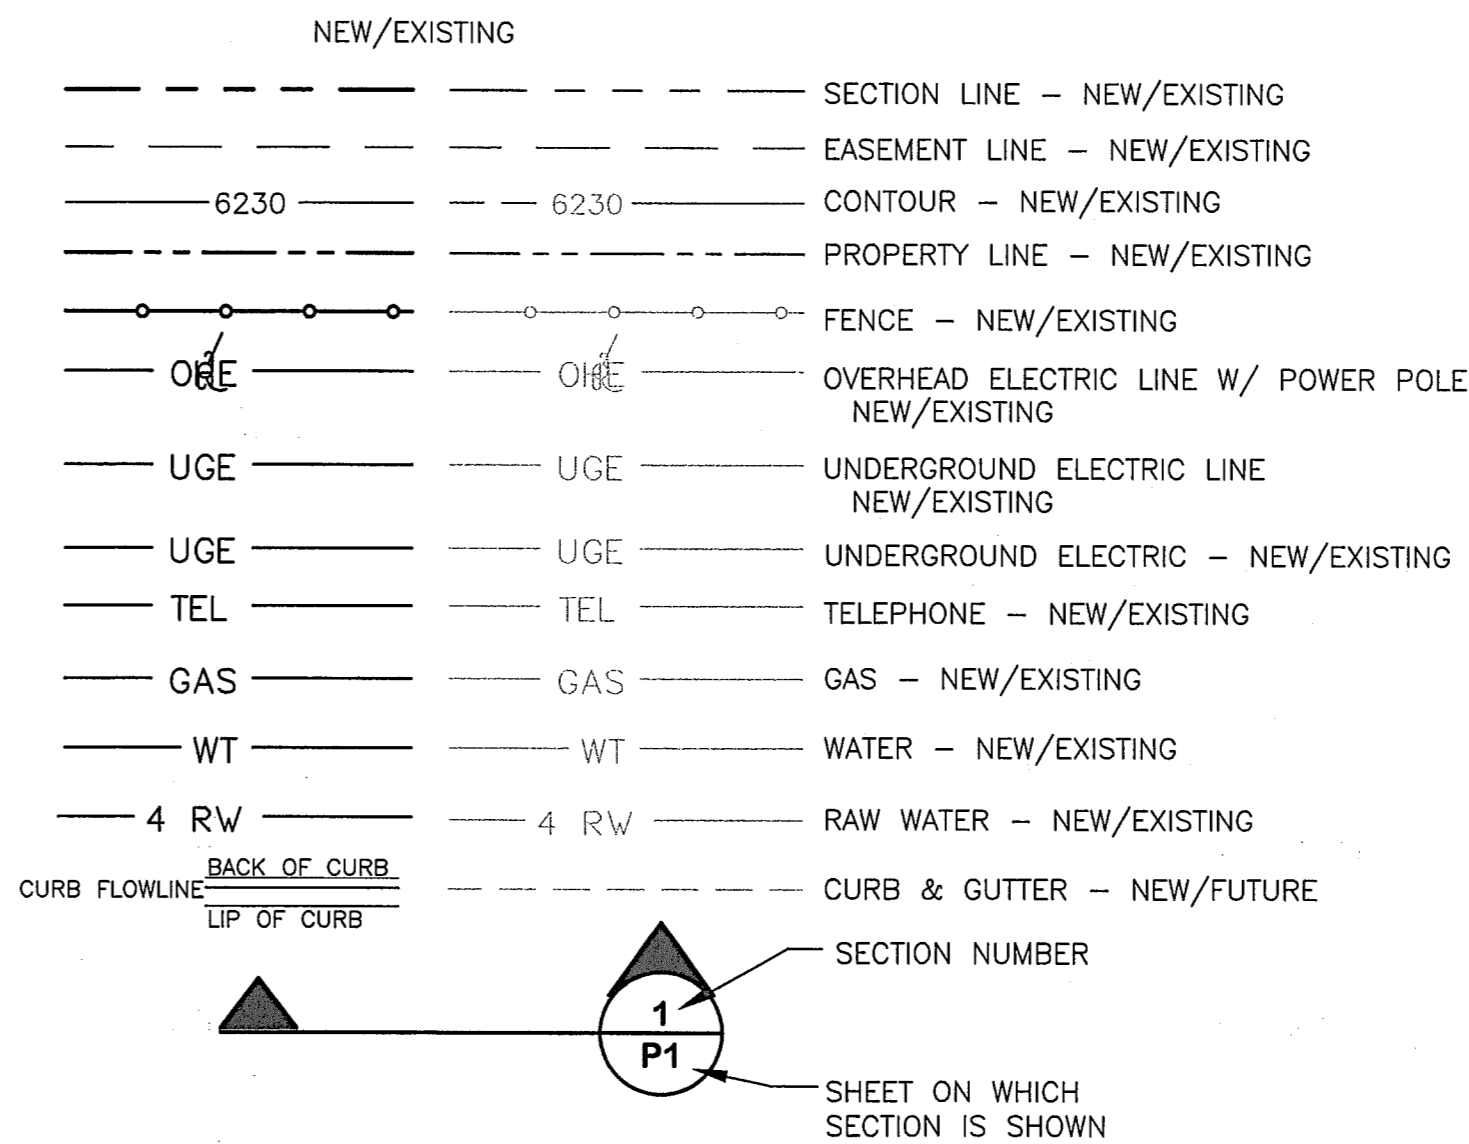 NEW/EXISTING
SECTION LINE – NEW/EXISTING
EASEMENT LINE – NEW/EXISTING
6230 6230 CONTOUR – NEW/EXISTING
PROPERTY LINE – NEW/EXISTING
FENCE – NEW/EXISTING
OHE OHE OVERHEAD ELECTRIC LINE W/ POWER POLE
NEW/EXISTING
UGE UGE UNDERGROUND ELECTRIC LINE
NEW/EXISTING
UGE UGE UNDERGROUND ELECTRIC – NEW/EXISTING
TEL TEL TELEPHONE – NEW/EXISTING
GAS GAS GAS – NEW/EXISTING
WT WT WATER – NEW/EXISTING
4 RW 4 RW RAW WATER – NEW/EXISTING
BACK OF CURB
CURB FLOWLINE CURB & GUTTER – NEW/FUTURE
LIP OF CURB
SECTION NUMBER
1
P1
SHEET ON WHICH
SECTION IS SHOWN